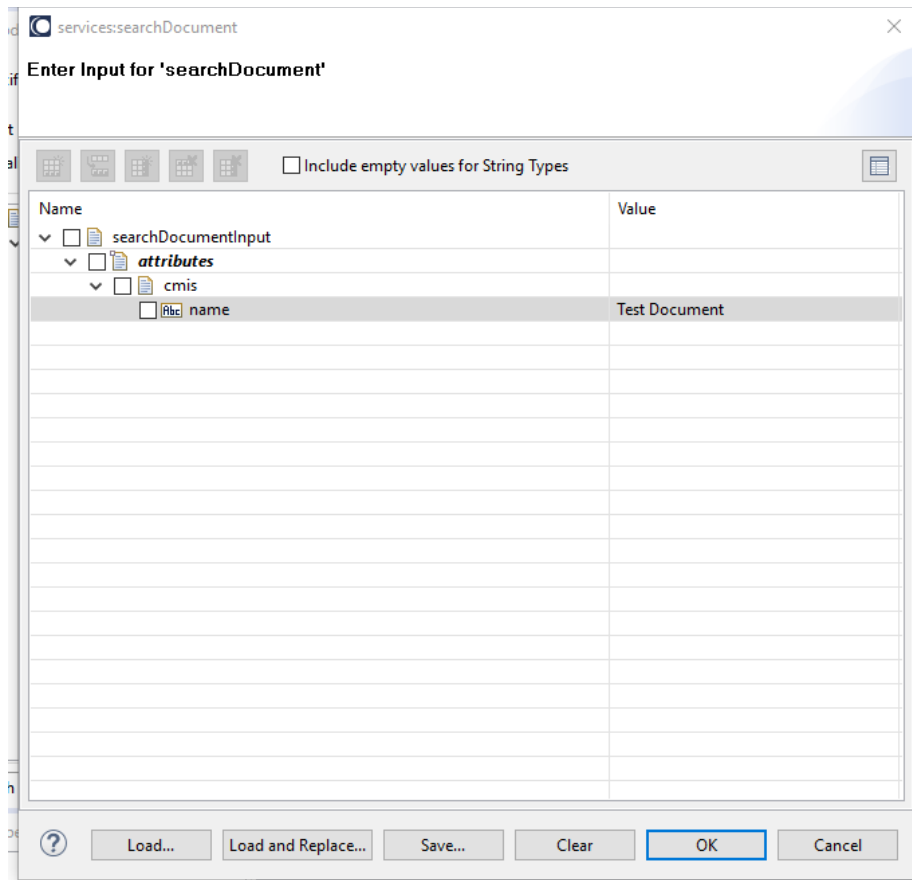 services:searchDocument
Enter Input for 'searchDocument'
Include empty values for String Types
Name Value
searchDocumentInput
attributes
cmis
Abc name Test Document
? Load... Load and Replace... Save... Clear OK Cancel